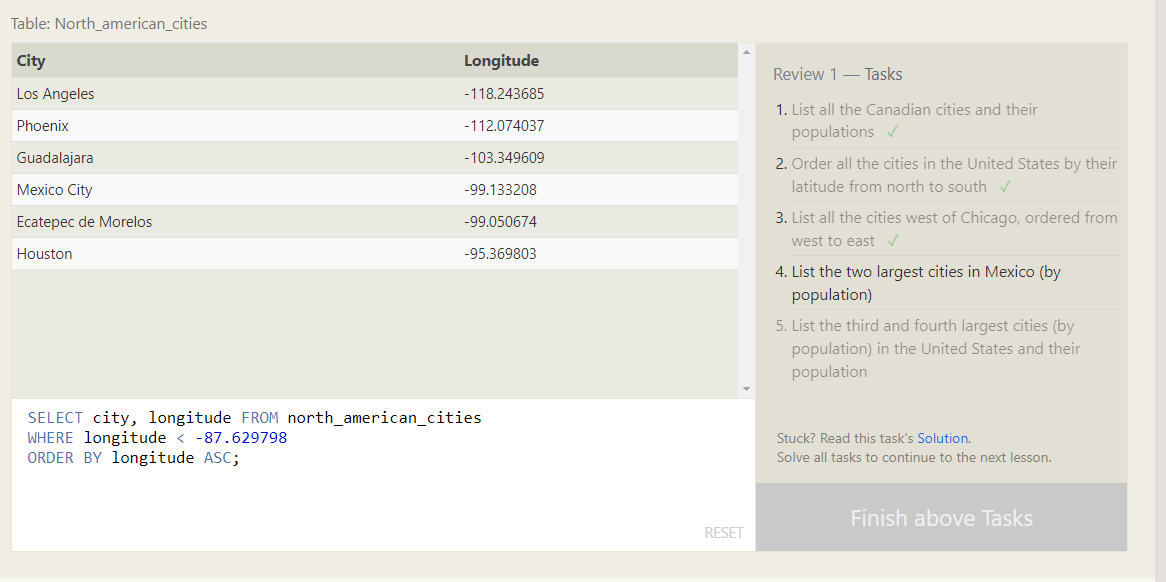 Table: North_american_cities
City Longitude
Los Angeles -118.243685
Phoenix -112.074037
Guadalajara -103.349609
Mexico City -99.133208
Ecatepec de Morelos -99.050674
Houston -95.369803
SELECT city, longitude FROM north_american_cities
WHERE longitude < -87.629798
ORDER BY longitude ASC;
RESET
Review 1 — Tasks
1. List all the Canadian cities and their
populations ✓
2. Order all the cities in the United States by their
latitude from north to south ✓
3. List all the cities west of Chicago, ordered from
west to east ✓
4. List the two largest cities in Mexico (by
population)
5. List the third and fourth largest cities (by
population) in the United States and their
population
Stuck? Read this task's Solution.
Solve all tasks to continue to the next lesson.
Finish above Tasks